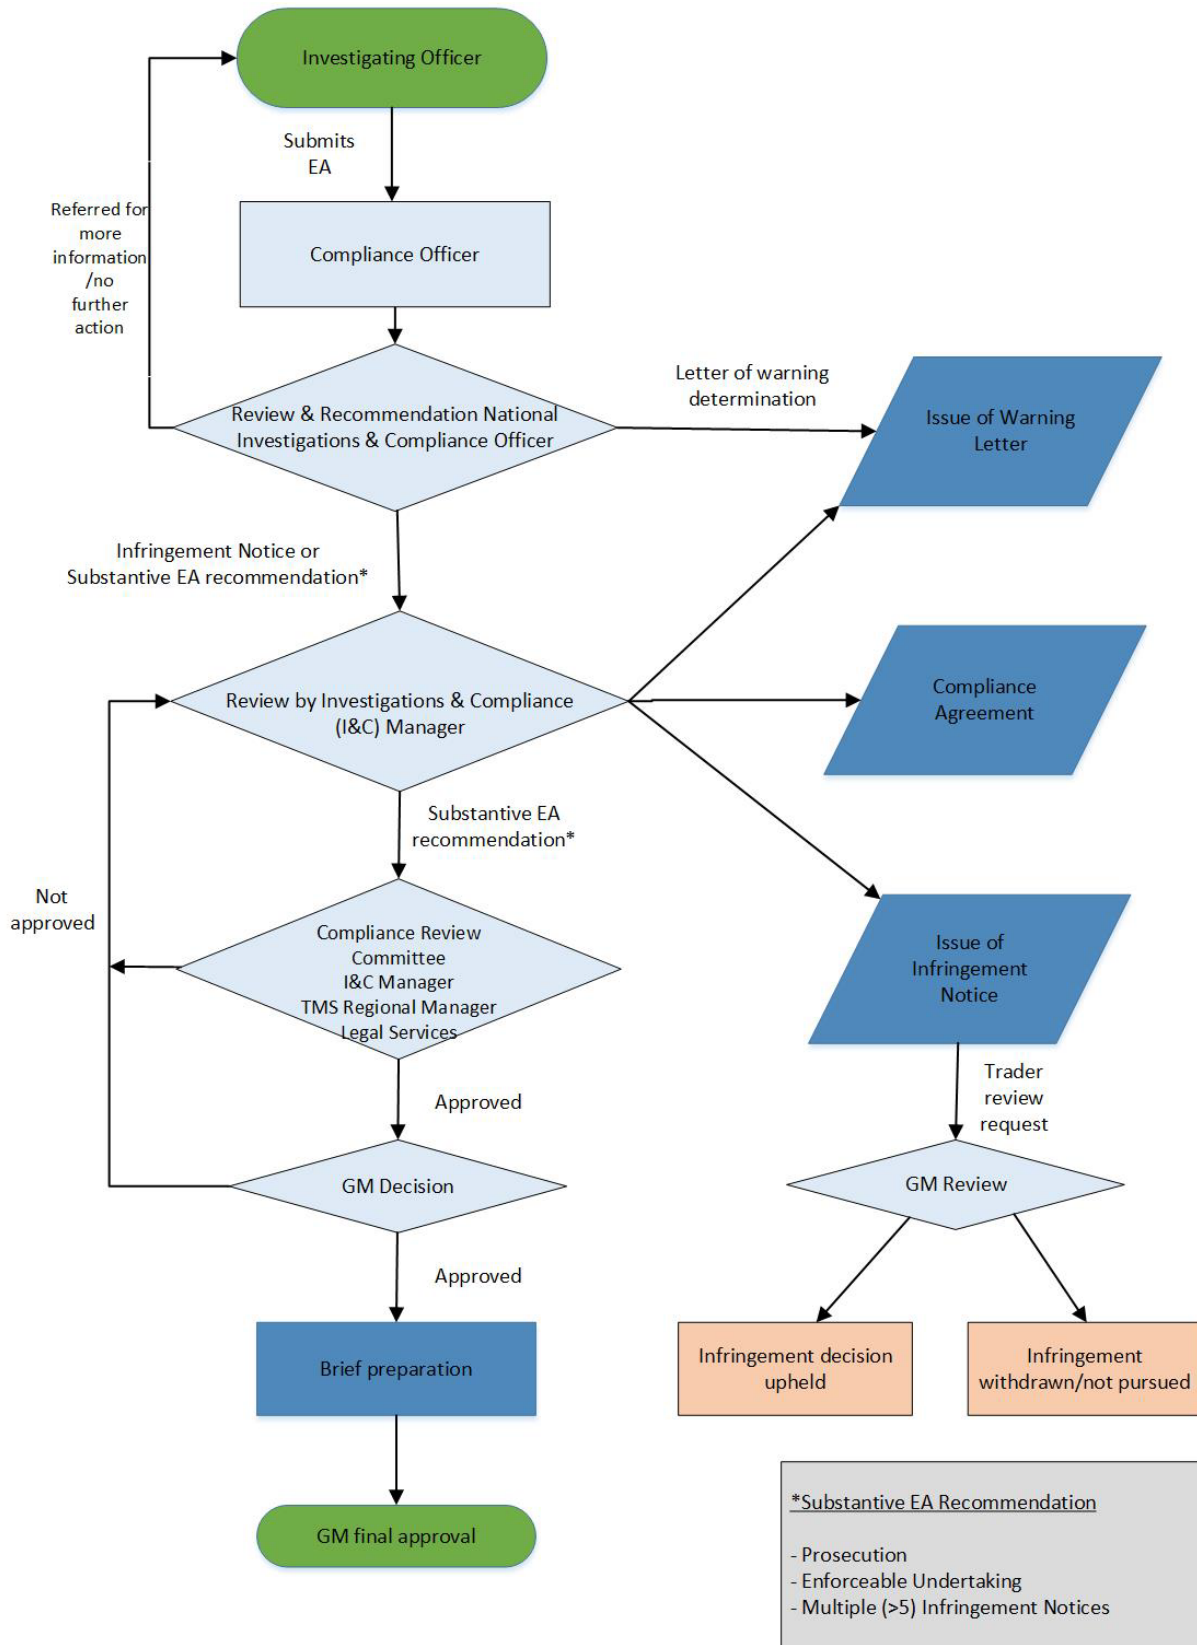 Investigating Officer
Submits
EA
Referred for
more
information
/no
further
action
Compliance Officer
Letter of warning
determination
Review & Recommendation National
Investigations & Compliance Officer
Issue of Warning
Letter
Infringement Notice or
Substantive EA recommendation*
Review by Investigations & Compliance
(I&C) Manager
Compliance
Agreement
Substantive EA
recommendation*
Not
approved
Compliance Review
Committee
I&C Manager
TMS Regional Manager
Legal Services
Issue of
Infringement
Notice
Trader
review
request
Approved
GM Decision
GM Review
Approved
Brief preparation
Infringement decision
upheld
Infringement
withdrawn/not pursued
GM final approval
*Substantive EA Recommendation
- Prosecution
- Enforceable Undertaking
- Multiple (>5) Infringement Notices